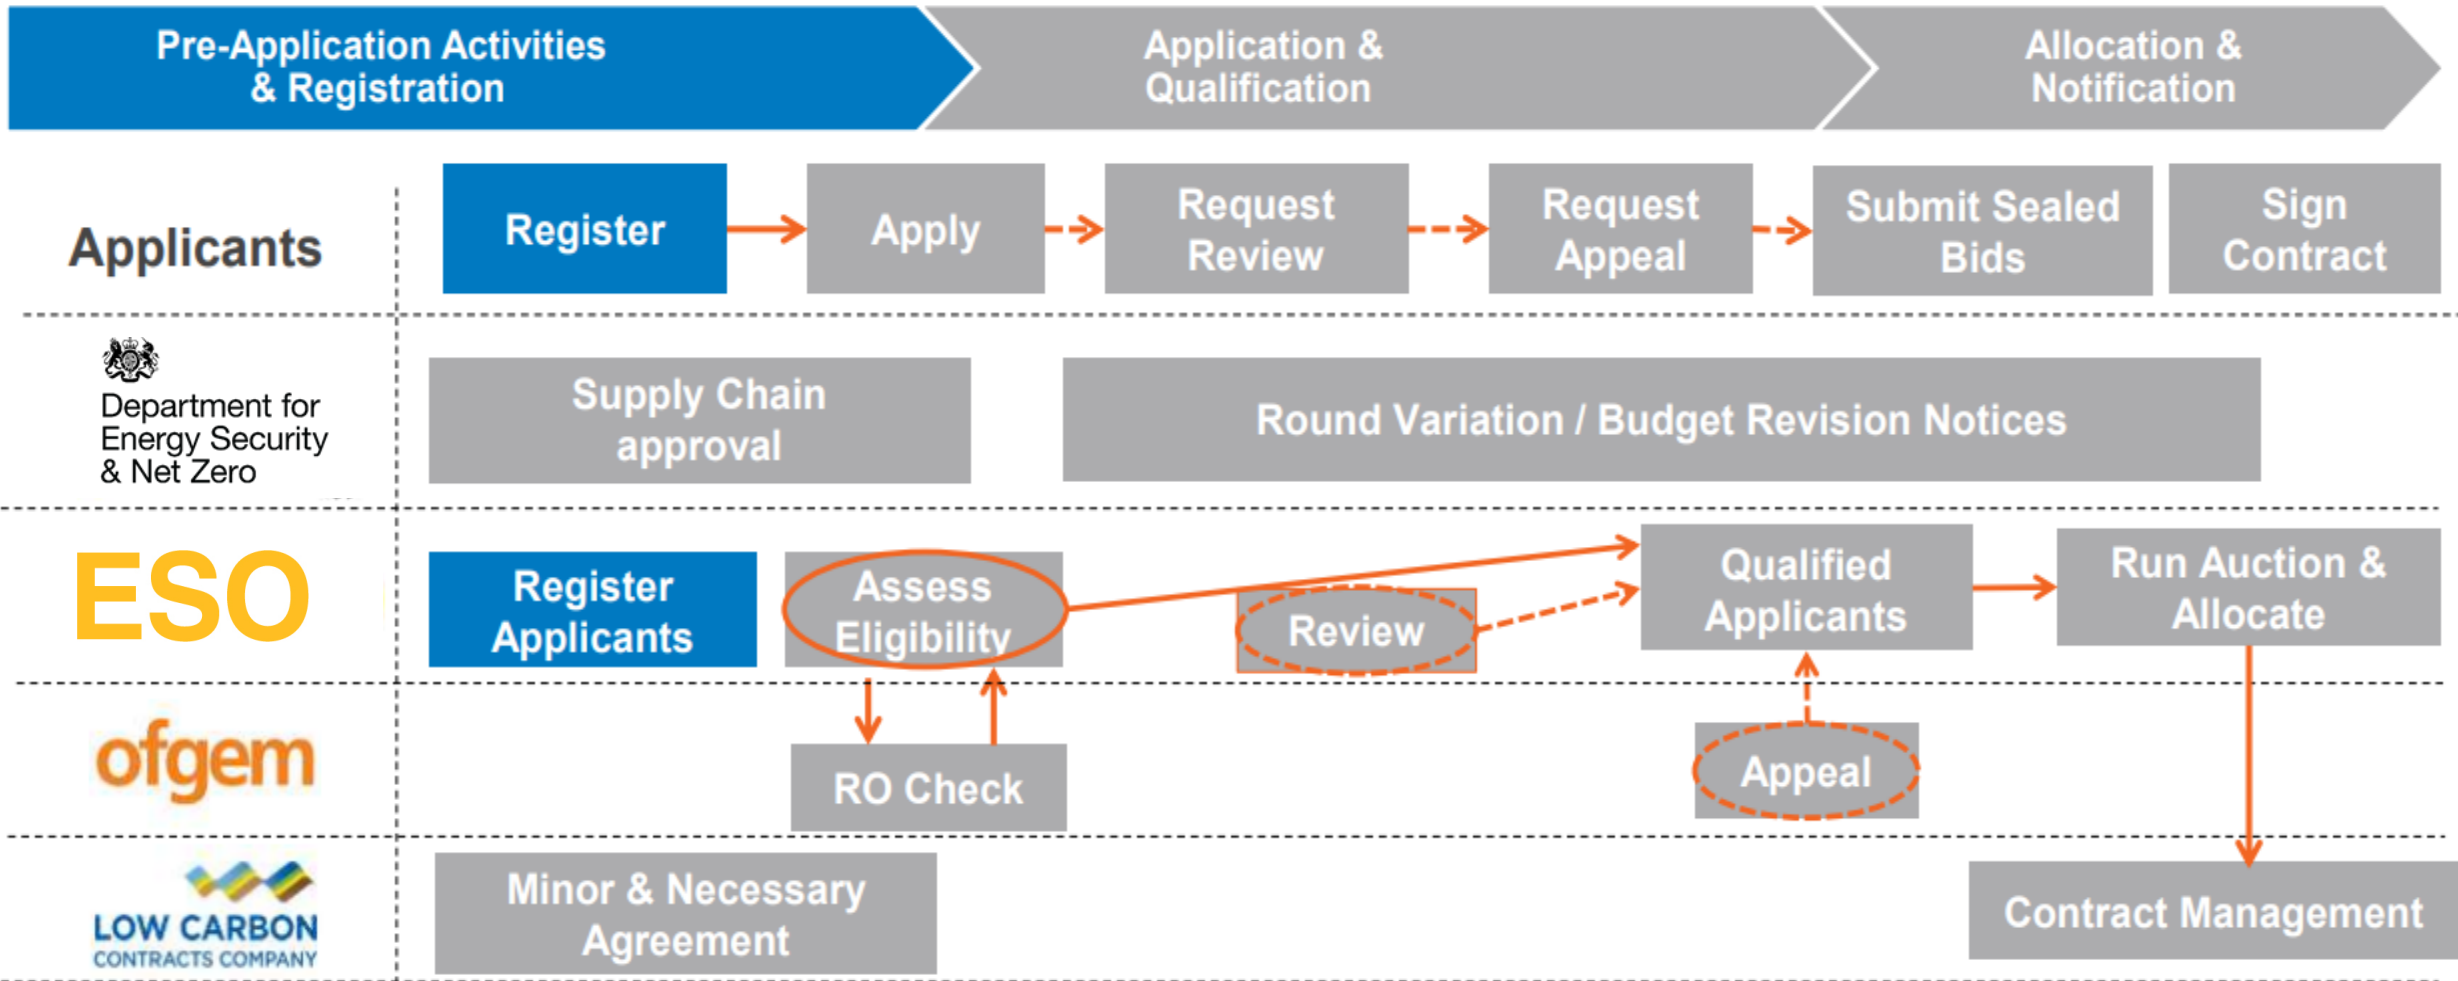 Pre-Application Activities
& Registration
Application &
Qualification
Allocation &
Notification
Applicants
Register
Apply
Request
Review
Request
Appeal
Submit Sealed
Bids
Sign
Contract
Department for
Energy Security
& Net Zero
Supply Chain
approval
Round Variation / Budget Revision Notices
ESO
Register
Applicants
Assess
Eligibility
Review
Qualified
Applicants
Run Auction &
Allocate
ofgem
RO Check
Appeal
LOW CARBON
CONTRACTS COMPANY
Minor & Necessary
Agreement
Contract Management